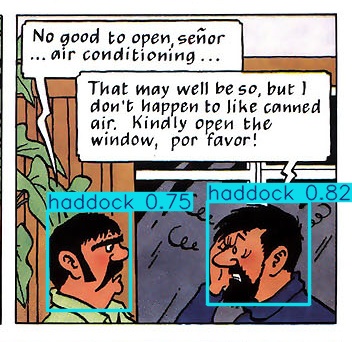 No good to open, señor
... air conditioning ...
That may well be so, but I
don't happen to like canned
air. Kindly open the
window, por favor!
haddock 0.75
haddock 0.82